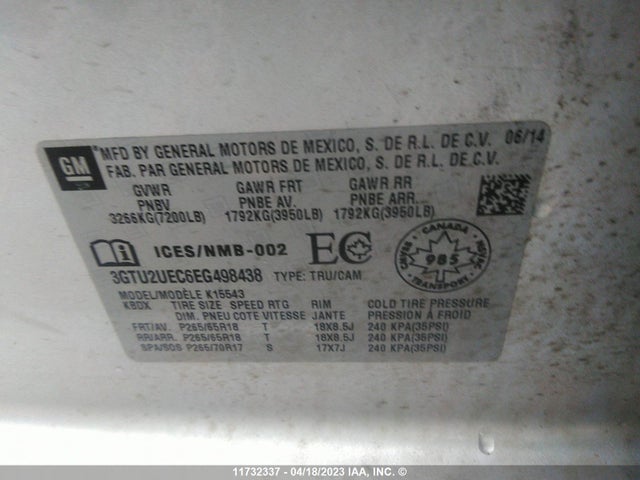 GM
*MFD BY GENERAL MOTORS DE MEXICO, S. DE R.L. DE C.V. 06/14
FAB. PAR GENERAL MOTORS DE MEXICO, S. DE R.L. DE C.V.
GVWR GAWR FRT GAWR RR
PNBV PNBE AV. PNBE ARR.
3266KG(7200LB) 1792KG(3950LB) 1792KG(3950LB)
ICES/NMB-002 EC
CANADA
985
3GTU2UEC6EG498438 TYPE: TRU/CAM
MODEL/MODÈLE K15543
KBDX TIRE SIZE SPEED RTG RIM COLD TIRE PRESSURE
DIM. PNEU COTE VITESSE JANTE PRESSION À FROID
FRT/AV. P265/65R18 T 18X8.5J 240 KPA(35PSI)
RR/ARR. P265/65R18 T 18X8.5J 240 KPA(35PSI)
SPA/SDS P265/70R17 S 17X7J 240 KPA(35PSI)
11732337 - 04/18/2023 IAA, INC. ©